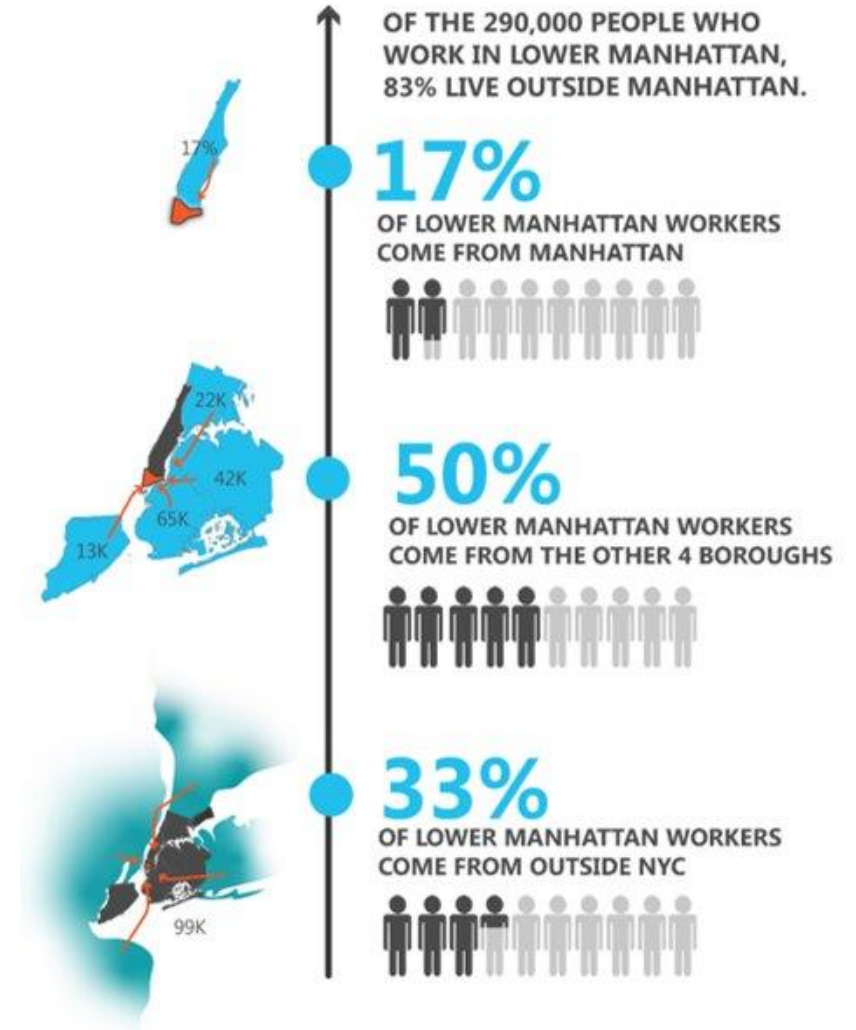 OF THE 290,000 PEOPLE WHO
WORK IN LOWER MANHATTAN,
83% LIVE OUTSIDE MANHATTAN.
17%
17%
OF LOWER MANHATTAN WORKERS
COME FROM MANHATTAN
22K
42K
65K
13K
50%
OF LOWER MANHATTAN WORKERS
COME FROM THE OTHER 4 BOROUGHS
99K
33%
OF LOWER MANHATTAN WORKERS
COME FROM OUTSIDE NYC